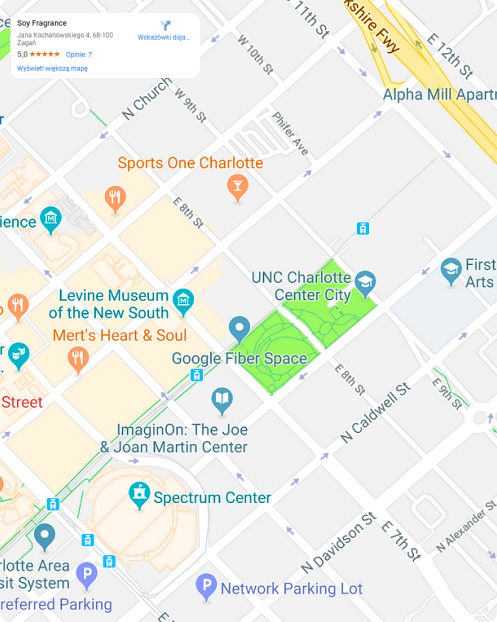 Soy Fragrance
Jana Kochanowskiego 4, 68-100
Żagań
5,0 ★★★★★ Opinie: 7
Wyświetl większą mapę
Wskazówki doja...
11th St
kshire Fwy
E 12th St
W 10th St
Alpha Mill Apartm
N Church
W 9th St
Phifer Ave
Sports One Charlotte
E 8th St
ience
UNC Charlotte
Center City
First
Arts
Levine Museum
of the New South
Mert's Heart & Soul
Google Fiber Space
E 8th St
E 9th St
Street
N Caldwell St
ImaginOn: The Joe
& Joan Martin Center
Spectrum Center
N Davidson St
E 7th St
N Alexander St
rlotte Area
sit System
referred Parking
Network Parking Lot